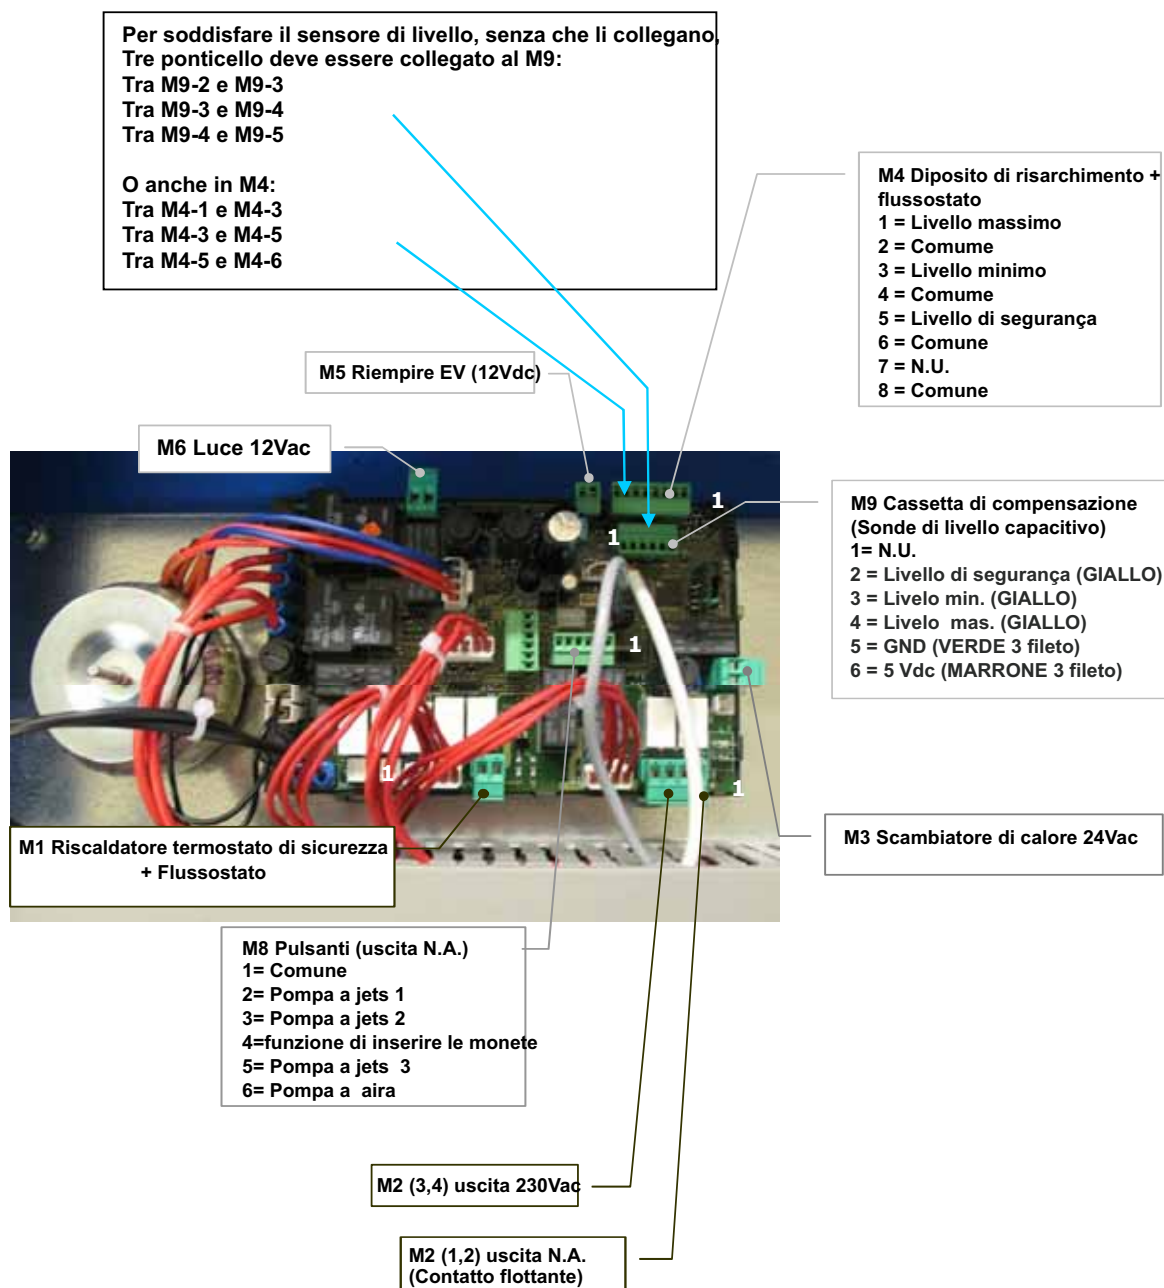 Per soddisfare il sensore di livello, senza che li collegano,
Tre ponticello deve essere collegato al M9:
Tra M9-2 e M9-3
Tra M9-3 e M9-4
Tra M9-4 e M9-5
O anche in M4:
Tra M4-1 e M4-3
Tra M4-3 e M4-5
Tra M4-5 e M4-6
M4 Diposito di risarchimento +
flussostato
1 = Livello massimo
2 = Comume
3 = Livello minimo
4 = Comume
5 = Livello di segurança
6 = Comune
7 = N.U.
8 = Comune
M5 Riempire EV (12Vdc)
M6 Luce 12Vac
1
1
M9 Cassetta di compensazione
(Sonde di livello capacitivo)
1= N.U.
2 = Livello di segurança (GIALLO)
3 = Livelo min. (GIALLO)
4 = Livelo  mas. (GIALLO)
5 = GND (VERDE 3 fileto)
6 = 5 Vdc (MARRONE 3 fileto)
1
1
1
M1 Riscaldatore termostato di sicurezza
+ Flussostato
M3 Scambiatore di calore 24Vac
M8 Pulsanti (uscita N.A.)
1= Comune
2= Pompa a jets 1
3= Pompa a jets 2
4=funzione di inserire le monete
5= Pompa a jets  3
6= Pompa a  aira
M2 (3,4) uscita 230Vac
M2 (1,2) uscita N.A.
(Contatto flottante)